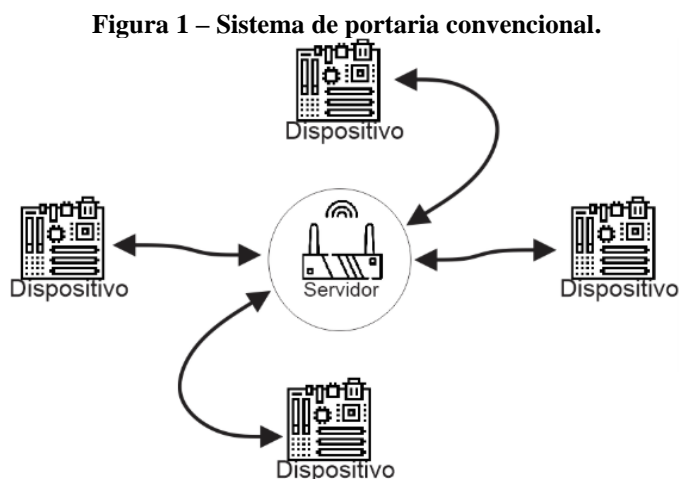 Figura 1 – Sistema de portaria convencional.
Dispositivo
Dispositivo
Servidor
Dispositivo
Dispositivo